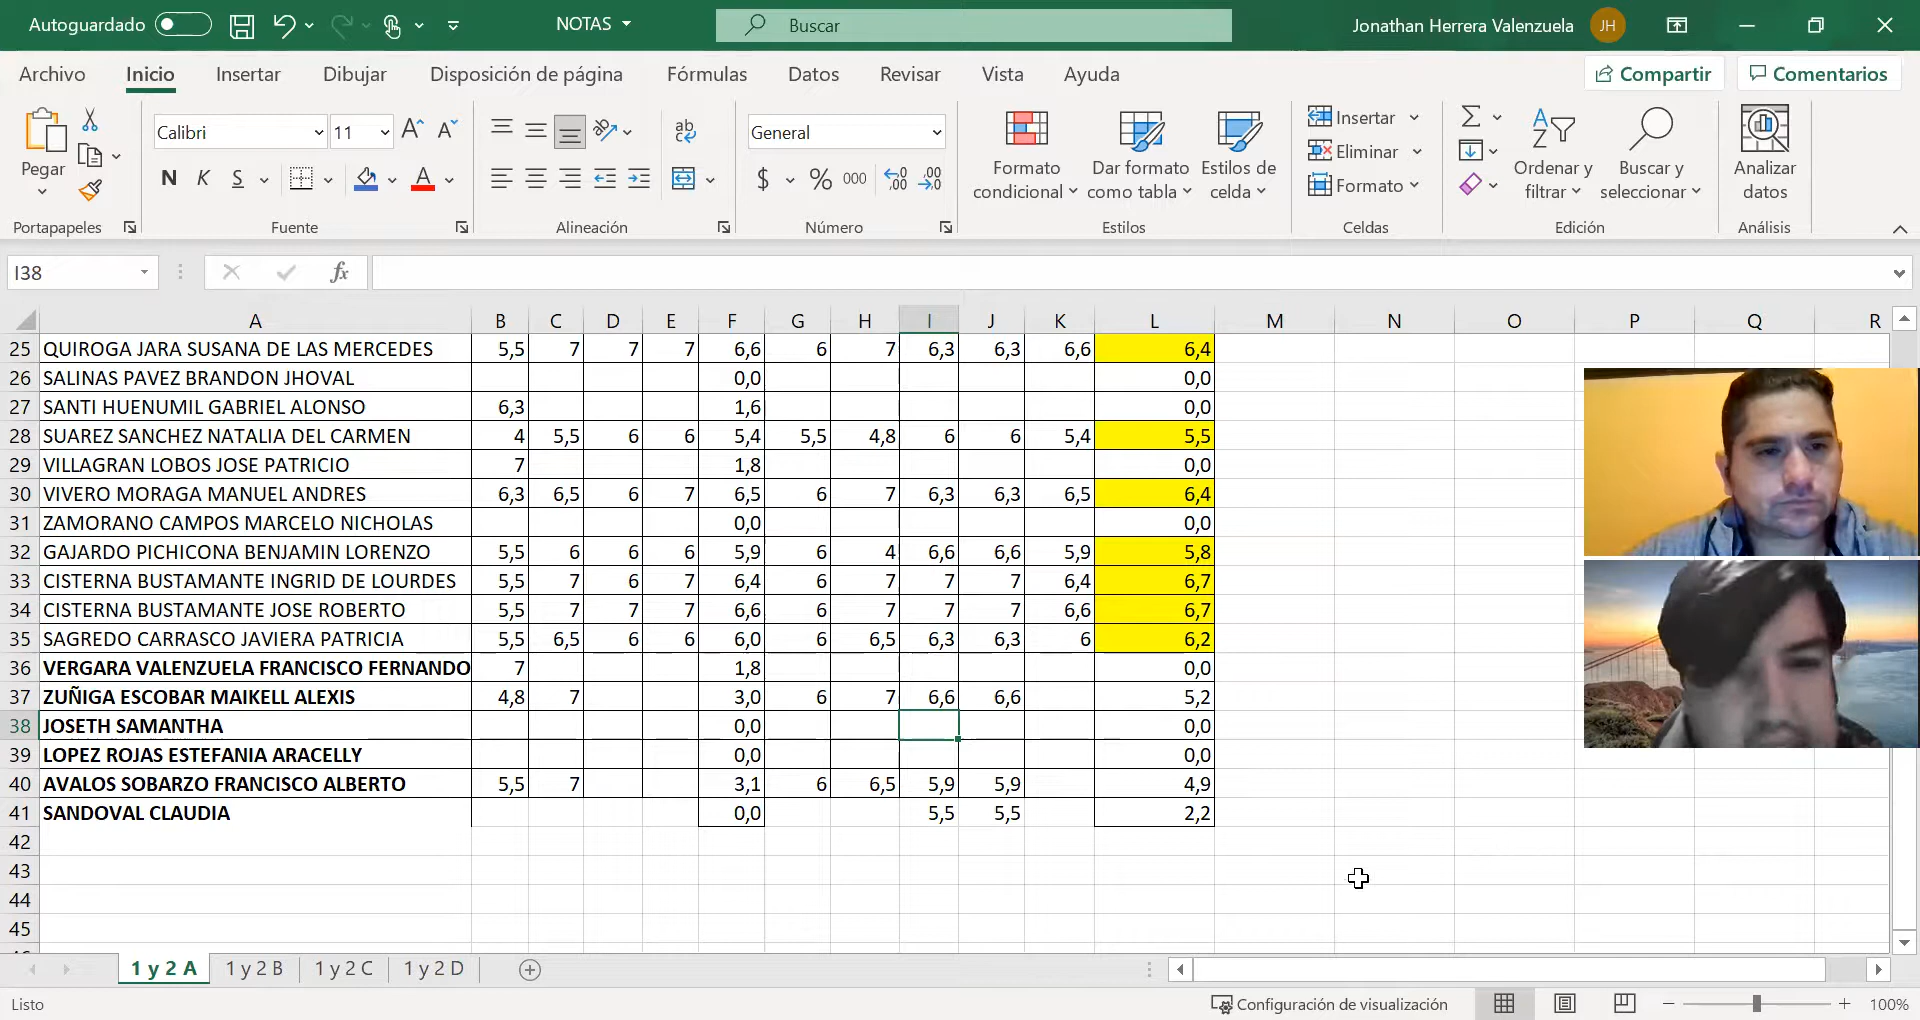 Autoguardado NOTAS Buscar Jonathan Herrera Valenzuela JH
Archivo Inicio Insertar Dibujar Disposición de página Fórmulas Datos Revisar Vista Ayuda Compartir Comentarios
Pegar
Calibri 11
N K S
ab
General
$ % 000
Formato condicional
Dar formato como tabla
Estilos de celda
Insertar
Eliminar
Formato
Ordenar y filtrar
Buscar y seleccionar
Analizar datos
Portapapeles Fuente Alineación Número Estilos Celdas Edición Análisis
I38 fx
A B C D E F G H I J K L M N O P Q R
25 QUIROGA JARA SUSANA DE LAS MERCEDES 5,5 7 7 7 6,6 6 7 6,3 6,3 6,6 6,4
26 SALINAS PAVEZ BRANDON JHOVAL 0,0 0,0
27 SANTI HUENUMIL GABRIEL ALONSO 6,3 1,6 0,0
28 SUAREZ SANCHEZ NATALIA DEL CARMEN 4 5,5 6 6 5,4 5,5 4,8 6 6 5,4 5,5
29 VILLAGRAN LOBOS JOSE PATRICIO 7 1,8 0,0
30 VIVERO MORAGA MANUEL ANDRES 6,3 6,5 6 7 6,5 6 7 6,3 6,3 6,5 6,4
31 ZAMORANO CAMPOS MARCELO NICHOLAS 0,0 0,0
32 GAJARDO PICHICONA BENJAMIN LORENZO 5,5 6 6 6 5,9 6 4 6,6 6,6 5,9 5,8
33 CISTERNA BUSTAMANTE INGRID DE LOURDES 5,5 7 6 7 6,4 6 7 7 7 6,4 6,7
34 CISTERNA BUSTAMANTE JOSE ROBERTO 5,5 7 7 7 6,6 6 7 7 7 6,6 6,7
35 SAGREDO CARRASCO JAVIERA PATRICIA 5,5 6,5 6 6 6,0 6 6,5 6,3 6,3 6 6,2
36 VERGARA VALENZUELA FRANCISCO FERNANDO 7 1,8 0,0
37 ZUÑIGA ESCOBAR MAIKELL ALEXIS 4,8 7 3,0 6 7 6,6 6,6 5,2
38 JOSETH SAMANTHA 0,0 0,0
39 LOPEZ ROJAS ESTEFANIA ARACELLY 0,0 0,0
40 AVALOS SOBARZO FRANCISCO ALBERTO 5,5 7 3,1 6 6,5 5,9 5,9 4,9
41 SANDOVAL CLAUDIA 0,0 5,5 5,5 2,2
42
43
44
45
1 y 2 A 1 y 2 B 1 y 2 C 1 y 2 D
Listo Configuración de visualización 100%